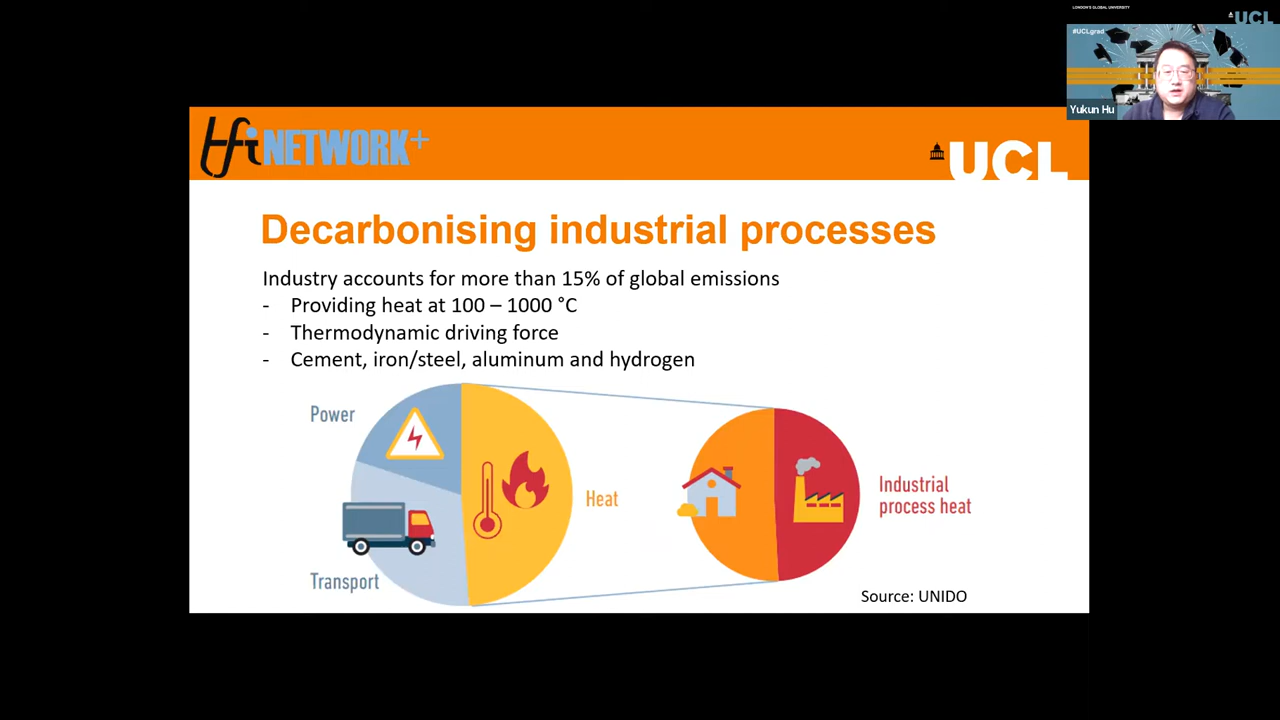 LONDON'S GLOBAL UNIVERSITY
UCL
#UCLgrad
Yukun Hu
tfi NETWORK+
UCL
Decarbonising industrial processes
Industry accounts for more than 15% of global emissions
- Providing heat at 100 – 1000 °C
- Thermodynamic driving force
- Cement, iron/steel, aluminum and hydrogen
Power
Heat
Industrial
process heat
Transport
Source: UNIDO